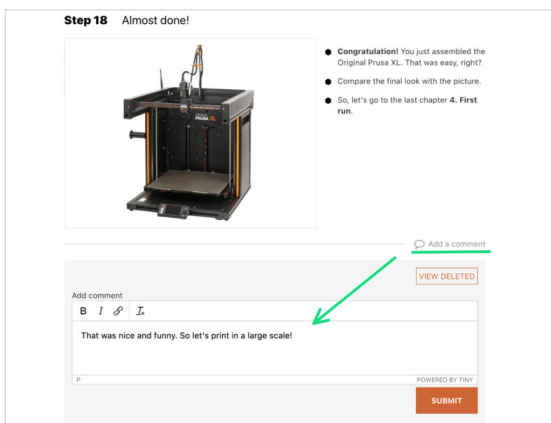 Step 18 Almost done!
PRUSA XL
Congratulation! You just assembled the
Original Prusa XL. That was easy, right?
Compare the final look with the picture.
So, let's go to the last chapter 4. First
run.
Add a comment
VIEW DELETED
Add comment
B I
That was nice and funny. So let's print in a large scale!
P POWERED BY TINY
SUBMIT